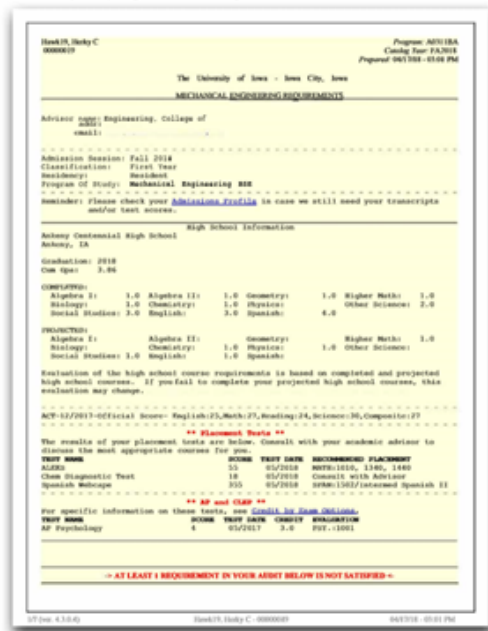 Hawk19, Herky C Program: A0311BA
00000019 Catalog Year: FA2018
Prepared: 04/17/18 - 03:01 PM
The University of Iowa - Iowa City, Iowa
MECHANICAL ENGINEERING REQUIREMENTS
Advisor name: Engineering, College of
addr:
email:
Admission Session: Fall 2018
Classification: First Year
Residency: Resident
Program Of Study: Mechanical Engineering BSE
Reminder: Please check your Admissions Profile in case we still need your transcripts
and/or test scores.
High School Information
Ankeny Centennial High School
Ankeny, IA
Graduation: 2018
Cum Gpa: 3.86
COMPLETED:
Algebra I: 1.0 Algebra II: 1.0 Geometry: 1.0 Higher Math: 1.0
Biology: 1.0 Chemistry: 1.0 Physics: Other Science: 2.0
Social Studies: 3.0 English: 3.0 Spanish: 4.0
PROJECTED:
Algebra I: Algebra II: Geometry: Higher Math: 1.0
Biology: Chemistry: 1.0 Physics: 1.0 Other Science:
Social Studies: 1.0 English: 1.0 Spanish:
Evaluation of the high school course requirements is based on completed and projected
high school courses. If you fail to complete your projected high school courses, this
evaluation may change.
ACT-12/2017-Official Score- English:25,Math:27,Reading:24,Science:30,Composite:27
** Placement Tests **
The results of your placement tests are below. Consult with your academic advisor to
discuss the most appropriate courses for you.
TEST NAME SCORE TEST DATE RECOMMENDED PLACEMENT
ALEKS 55 05/2018 MATH:1010, 1340, 1440
Chem Diagnostic Test 18 05/2018 Consult with Advisor
Spanish Webcape 355 05/2018 SPAN:1502/Intermed Spanish II
** AP and CLEP **
For specific information on these tests, see Credit by Exam Options.
TEST NAME SCORE TEST DATE CREDIT EVALUATION
AP Psychology 4 05/2017 3.0 PSY.:1001
-> AT LEAST 1 REQUIREMENT IN YOUR AUDIT BELOW IS NOT SATISFIED <-
1/7 (ver. 4.3.0.4) Hawk19, Herky C - 00000019 04/17/18 - 03:01 PM